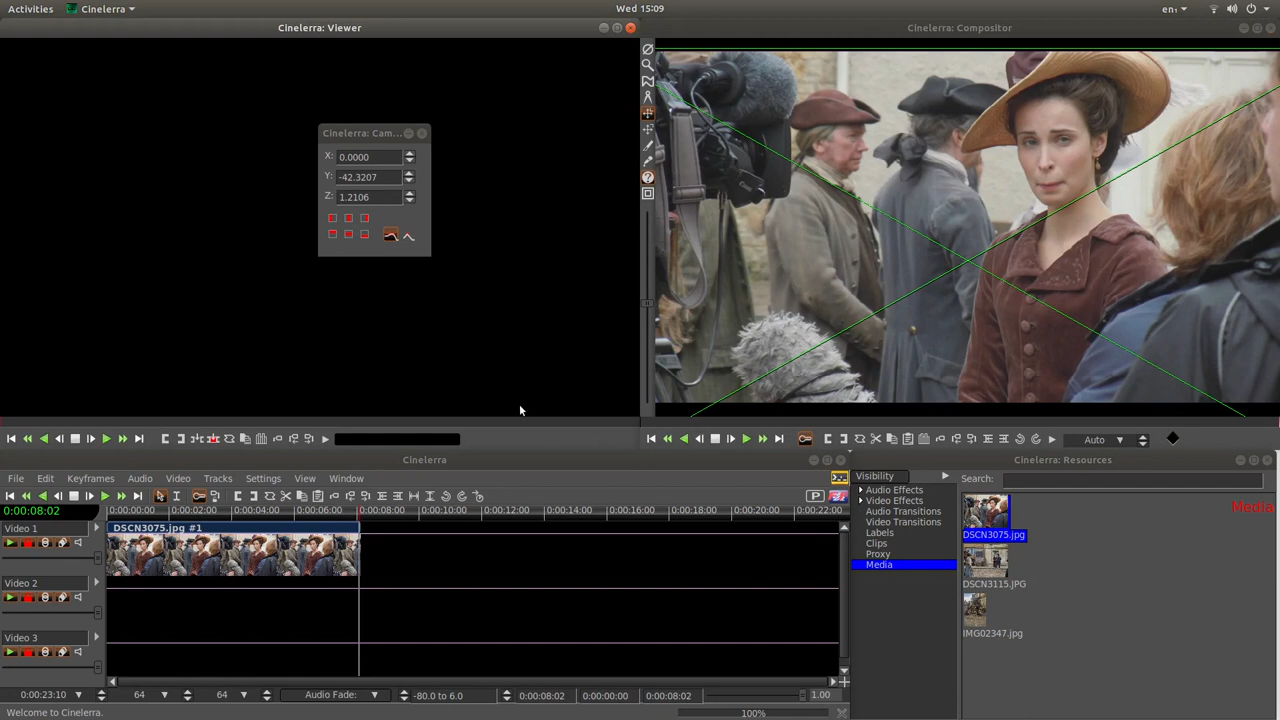 Activities Cinelerra Wed 15:09 en₁
Cinelerra: Viewer
Cinelerra: Compositor
Cinelerra: Cam...
X: 0.0000
Y: -42.3207
Z: 1.2106
Auto
Cinelerra
File Edit Keyframes Audio Video Tracks Settings View Window
P
0:00:08:02 0:00:00:00 0:00:02:00 0:00:04:00 0:00:06:00 0:00:08:00 0:00:10:00 0:00:12:00 0:00:14:00 0:00:16:00 0:00:18:00 0:00:20:00 0:00:22:00
Video 1
DSCN3075.jpg #1
Video 2
Video 3
0:00:23:10 64 64 Audio Fade: -80.0 to 6.0 0:00:08:02 0:00:00:00 0:00:08:02 1.00
Welcome to Cinelerra. 100%
Visibility
Audio Effects
Video Effects
Audio Transitions
Video Transitions
Labels
Clips
Proxy
Media
Cinelerra: Resources
Search:
Media
DSCN3075.jpg
DSCN3115.JPG
IMG02347.jpg